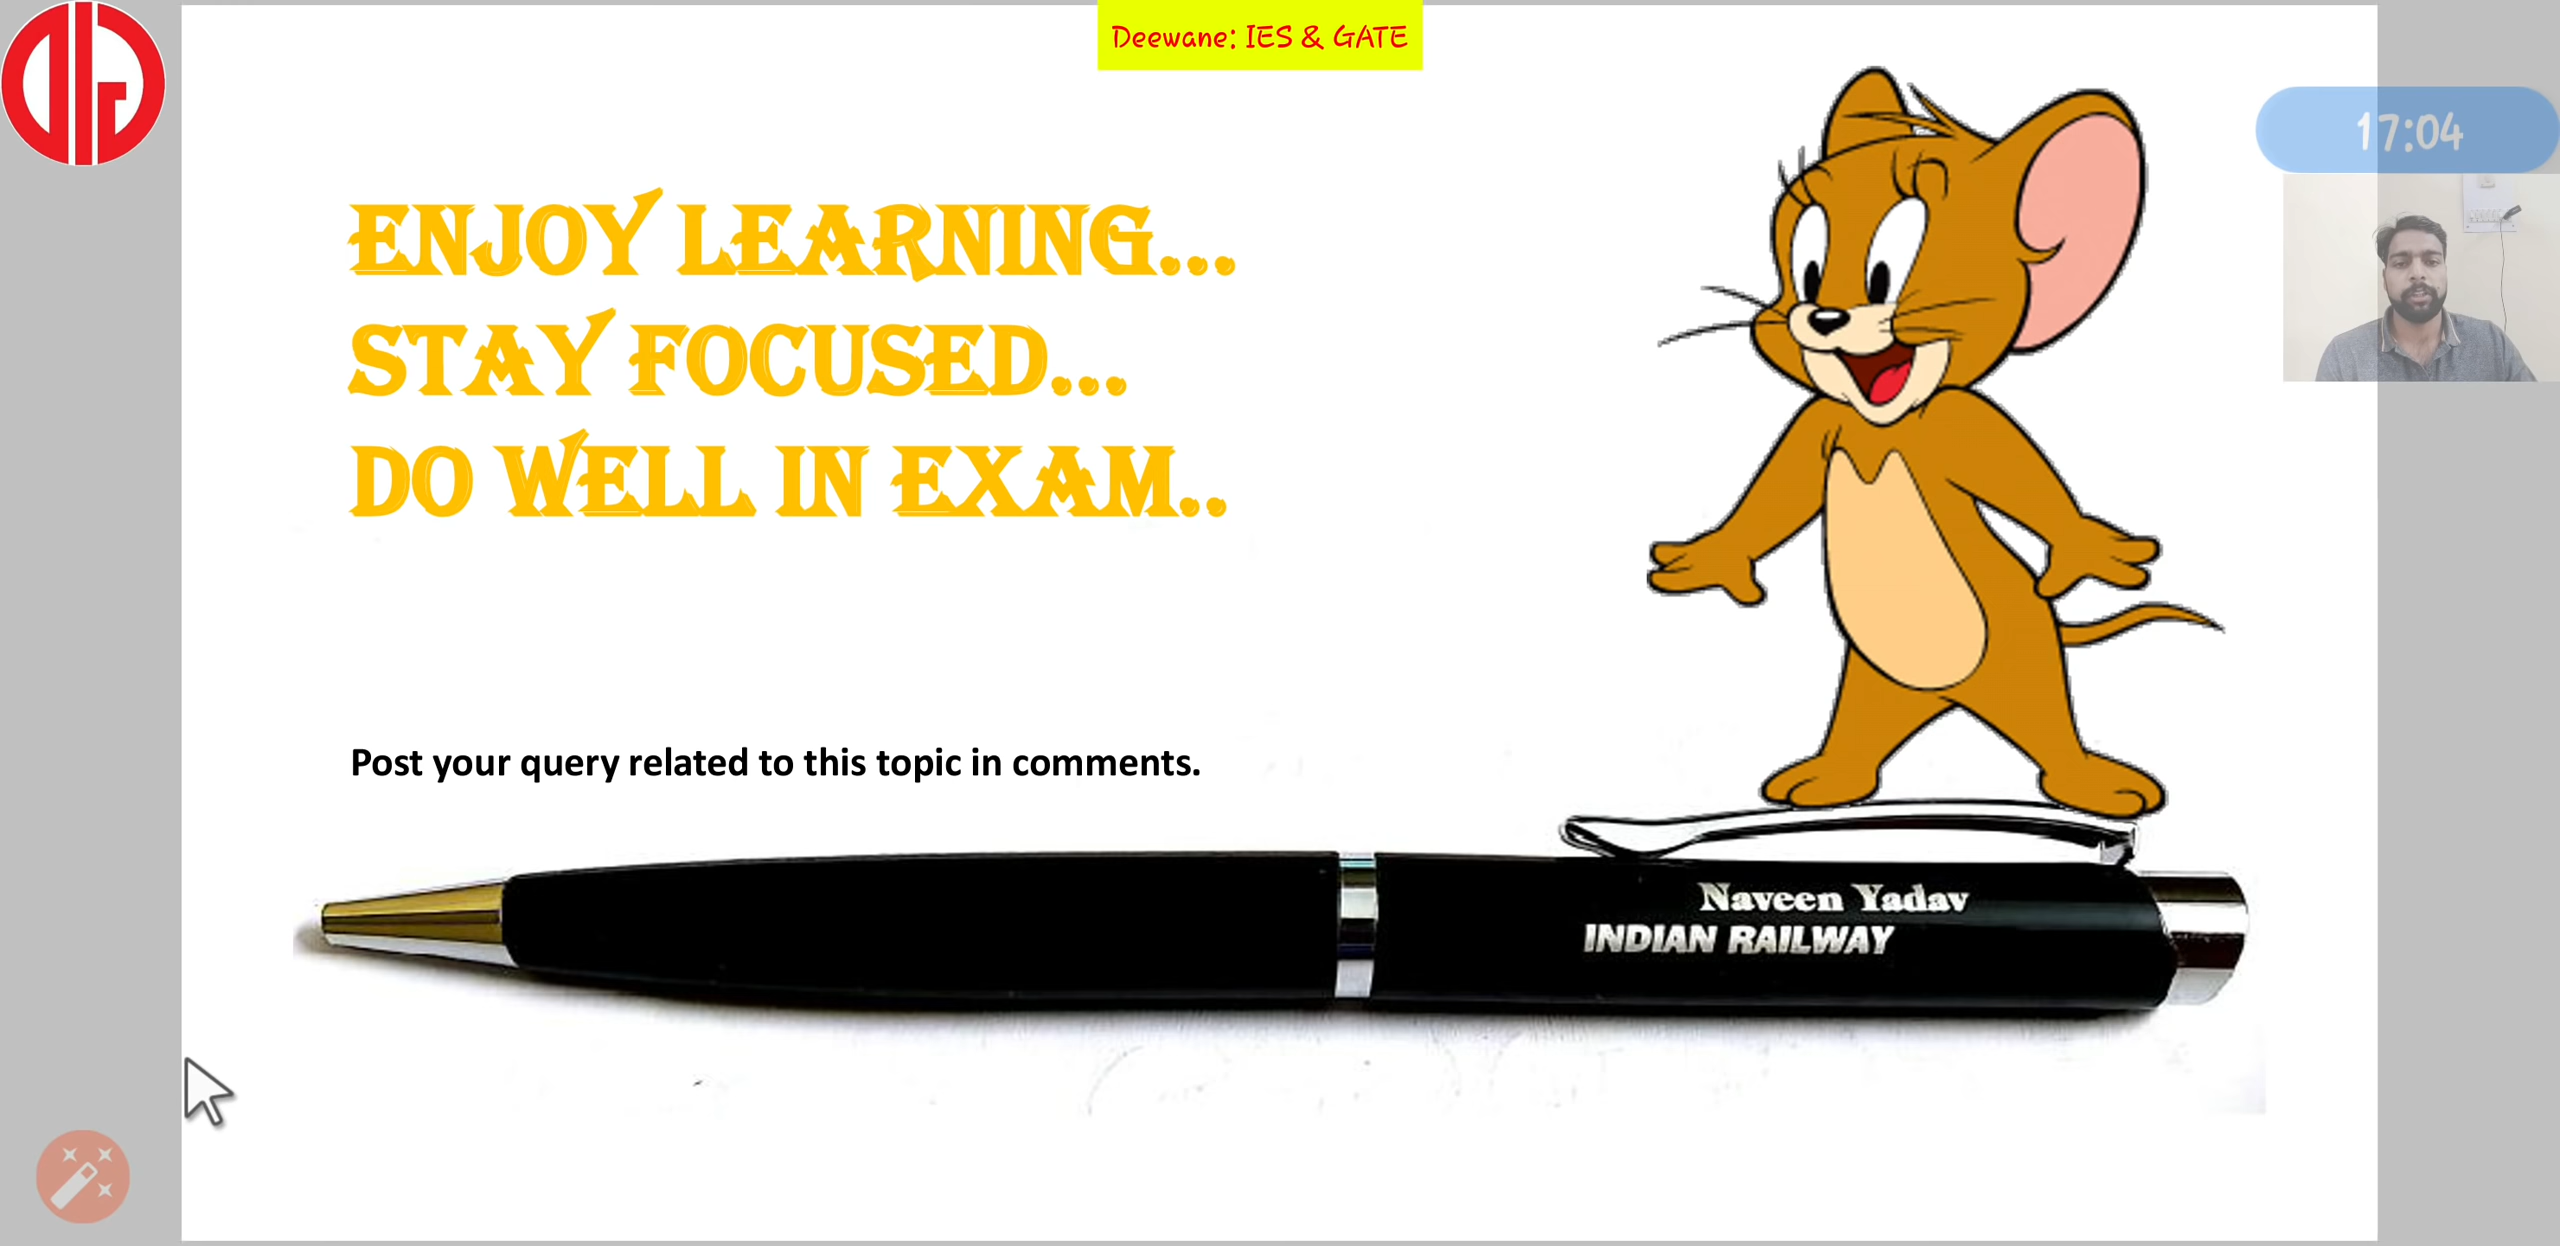 Deewane: IES & GATE
17:04
ENJOY LEARNING...
STAY FOCUSED...
DO WELL IN EXAM..
Post your query related to this topic in comments.
Naveen Yadav
INDIAN RAILWAY